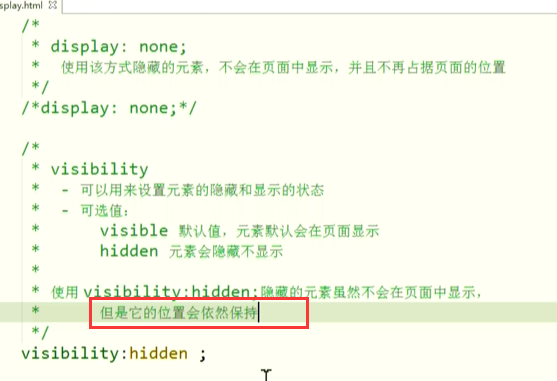 splay.html
/*
* display: none;
* 使用该方式隐藏的元素，不会在页面中显示，并且不再占据页面的位置
*/
/*display: none;*/
/*
* visibility
* - 可以用来设置元素的隐藏和显示的状态
* - 可选值：
* visible 默认值，元素默认会在页面显示
* hidden 元素会隐藏不显示
*
* 使用 visibility:hidden;隐藏的元素虽然不会在页面中显示，
* 但是它的位置会依然保持
*/
visibility:hidden ;